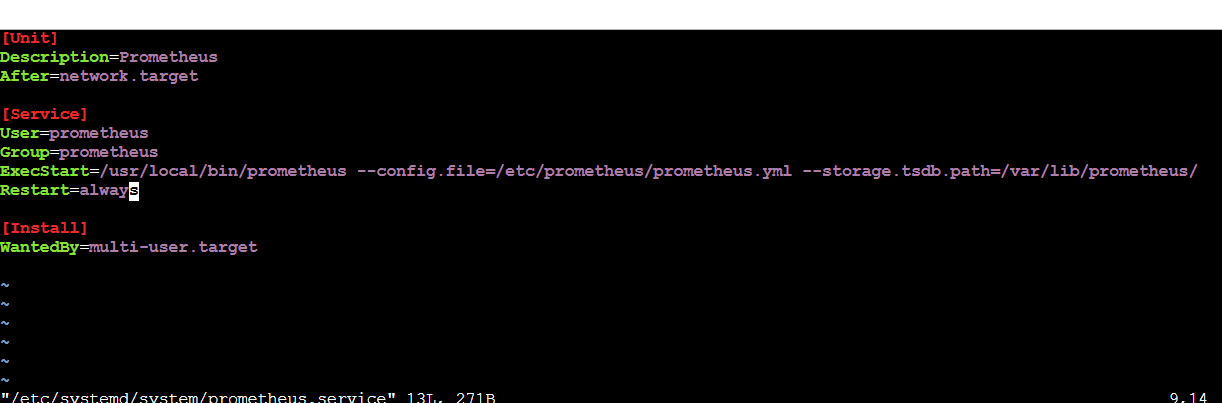 [Unit]
Description=Prometheus
After=network.target
[Service]
User=prometheus
Group=prometheus
ExecStart=/usr/local/bin/prometheus --config.file=/etc/prometheus/prometheus.yml --storage.tsdb.path=/var/lib/prometheus/
Restart=always
[Install]
WantedBy=multi-user.target
~
~
~
~
~
~
"/etc/systemd/system/prometheus.service" 13L, 271B 9,14